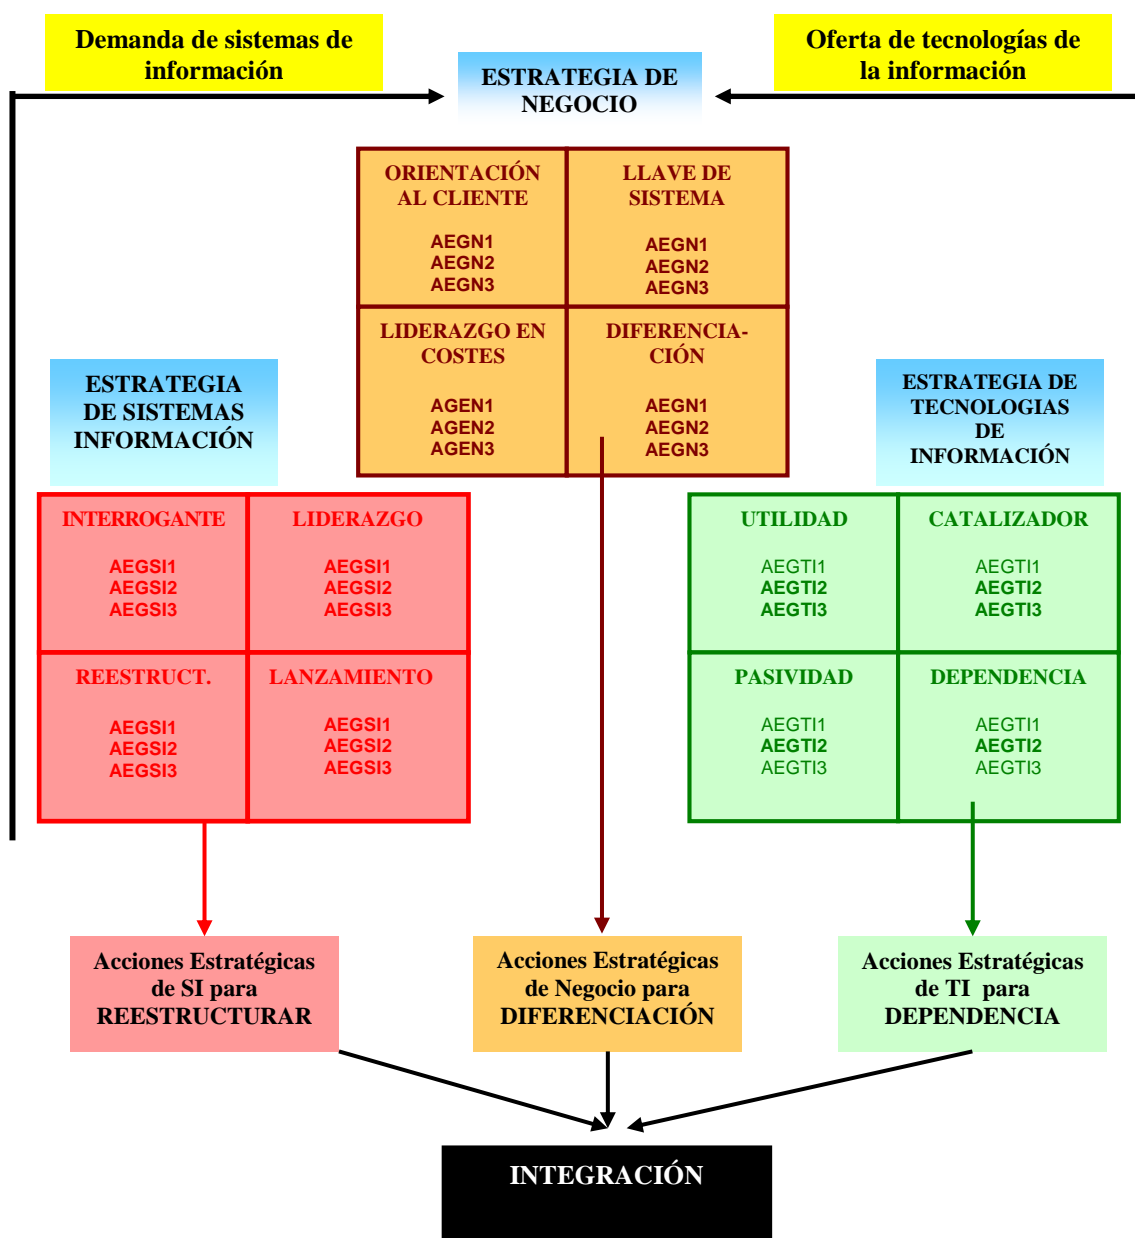 Demanda de sistemas de
información
Oferta de tecnologías de
la información
ESTRATEGIA DE
NEGOCIO
ORIENTACIÓN
AL CLIENTE
AEGN1
AEGN2
AEGN3
LLAVE DE
SISTEMA
AEGN1
AEGN2
AEGN3
LIDERAZGO EN
COSTES
AGEN1
AGEN2
AGEN3
DIFERENCIA-
CIÓN
AEGN1
AEGN2
AEGN3
ESTRATEGIA
DE SISTEMAS
INFORMACIÓN
ESTRATEGIA DE
TECNOLOGIAS
DE
INFORMACIÓN
INTERROGANTE
AEGSI1
AEGSI2
AEGSI3
LIDERAZGO
AEGSI1
AEGSI2
AEGSI3
REESTRUCT.
AEGSI1
AEGSI2
AEGSI3
LANZAMIENTO
AEGSI1
AEGSI2
AEGSI3
UTILIDAD
AEGTI1
AEGTI2
AEGTI3
CATALIZADOR
AEGTI1
AEGTI2
AEGTI3
PASIVIDAD
AEGTI1
AEGTI2
AEGTI3
DEPENDENCIA
AEGTI1
AEGTI2
AEGTI3
Acciones Estratégicas
de SI para
REESTRUCTURAR
Acciones Estratégicas
de Negocio para
DIFERENCIACIÓN
Acciones Estratégicas
de TI para
DEPENDENCIA
INTEGRACIÓN